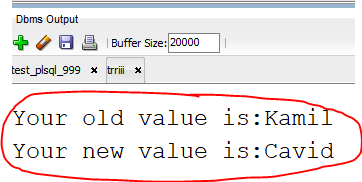 Dbms Output
Buffer Size: 20000
test_plsql_999 × trriii ×
Your old value is:Kamil
Your new value is:Cavid